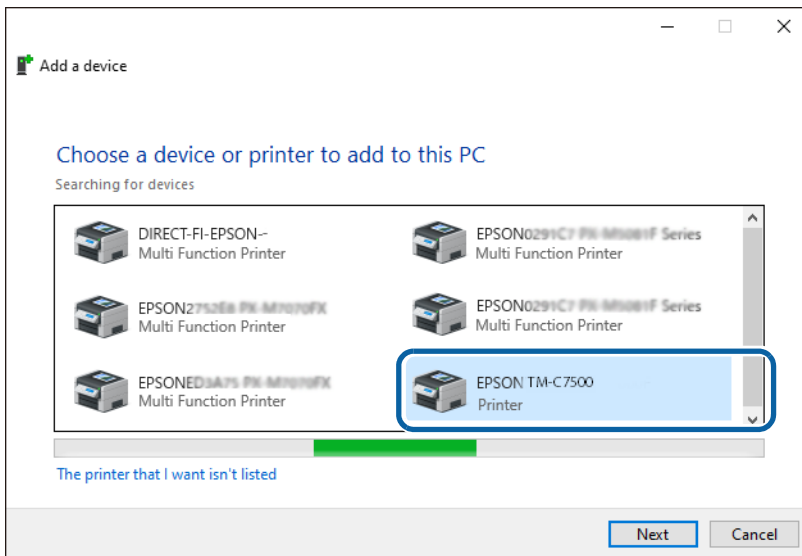 Add a device
Choose a device or printer to add to this PC
Searching for devices
DIRECT-FI-EPSON--
Multi Function Printer
EPSON Series
Multi Function Printer
EPSON
Multi Function Printer
EPSON Series
Multi Function Printer
EPSON
Multi Function Printer
EPSON TM-C7500
Printer
The printer that I want isn't listed
Next
Cancel